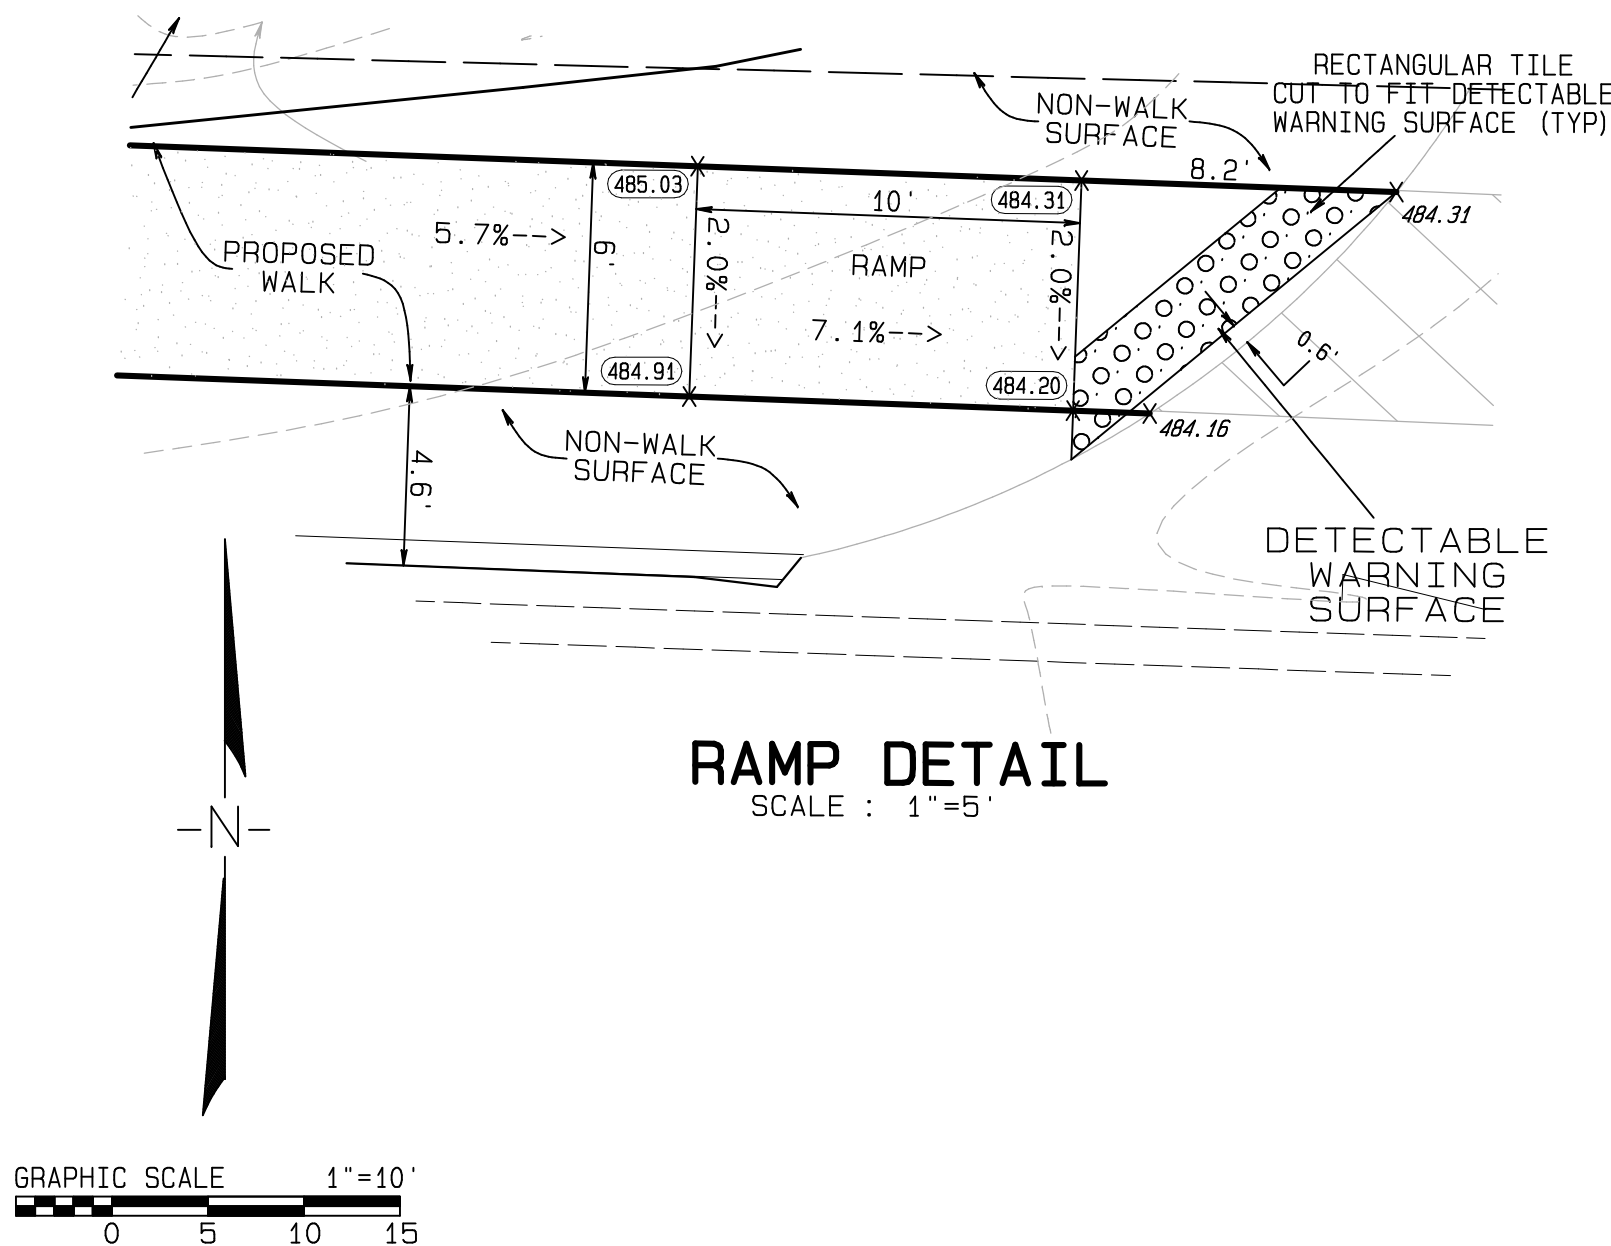 RECTANGULAR TILE
CUT TO FIT DETECTABLE
WARNING SURFACE (TYP)
NON-WALK
SURFACE
8.2'
485.03
484.31
10'
484.31
5.7%-->
6'
2.0%-->
2.0%-->
PROPOSED
WALK
RAMP
7.1%-->
0.6'
484.91
484.20
484.16
NON-WALK
SURFACE
4.6'
DETECTABLE
WARNING
SURFACE
RAMP DETAIL
SCALE : 1"=5'
-N-
GRAPHIC SCALE 1"=10'
0 5 10 15